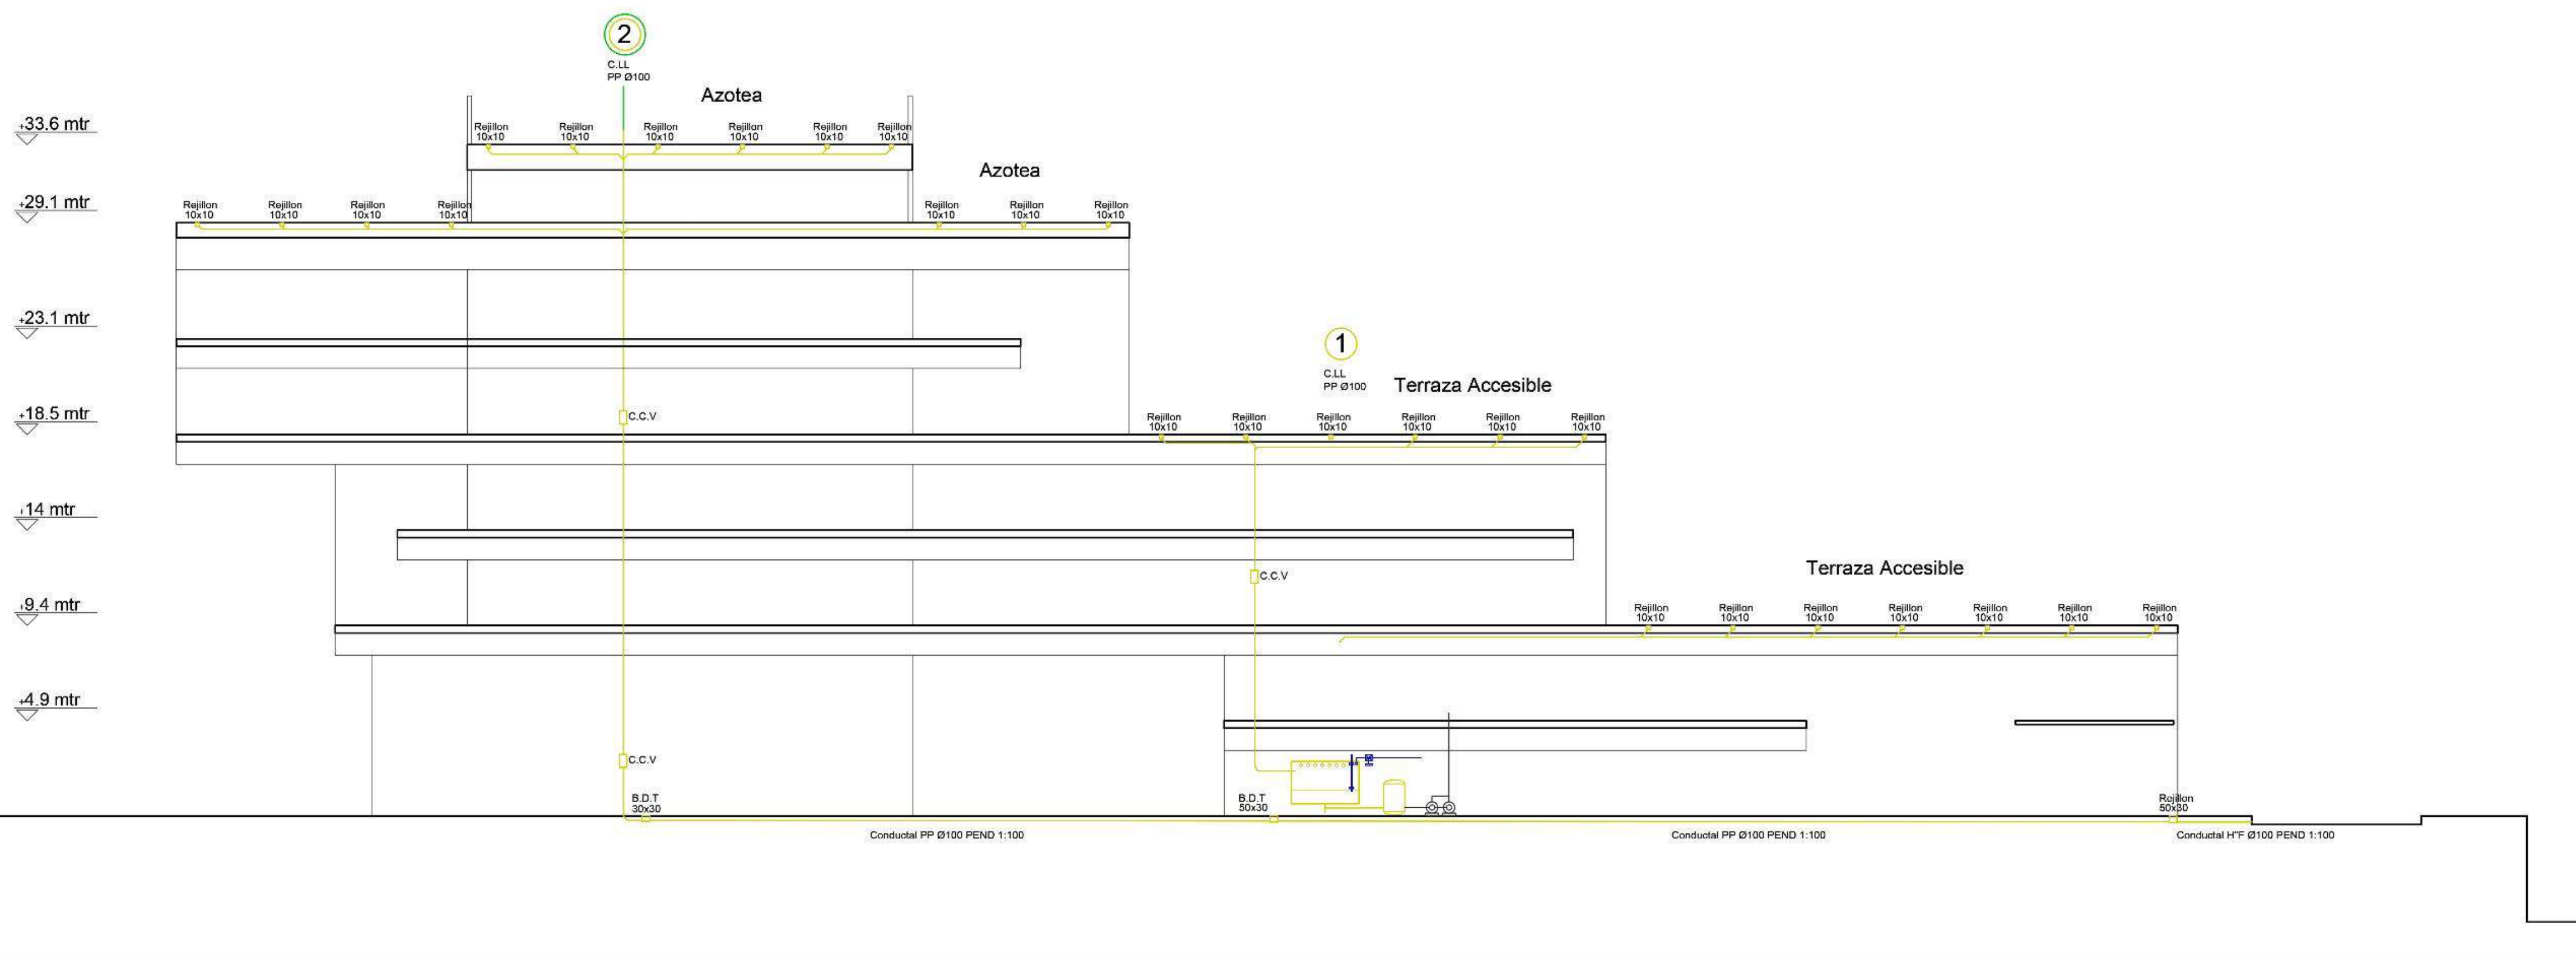 2
C.LL
PP Ø100
Azotea
+33.6 mtr
Rejillon
10x10
Rejillon
10x10
Rejillon
10x10
Rejillon
10x10
Rejillon
10x10
Rejillon
10x10
Azotea
+29.1 mtr
Rejillon
10x10
Rejillon
10x10
Rejillon
10x10
Rejillon
10x10
Rejillon
10x10
Rejillon
10x10
Rejillon
10x10
+23.1 mtr
1
C.LL
PP Ø100
Terraza Accesible
+18.5 mtr
C.C.V
Rejillon
10x10
Rejillon
10x10
Rejillon
10x10
Rejillon
10x10
Rejillon
10x10
Rejillon
10x10
+14 mtr
C.C.V
Terraza Accesible
+9.4 mtr
Rejillon
10x10
Rejillon
10x10
Rejillon
10x10
Rejillon
10x10
Rejillon
10x10
Rejillon
10x10
Rejillon
10x10
+4.9 mtr
C.C.V
B.D.T
30x30
B.D.T
50x30
Rejillon
50x30
Conductal PP Ø100 PEND 1:100
Conductal PP Ø100 PEND 1:100
Conductal H°F Ø100 PEND 1:100